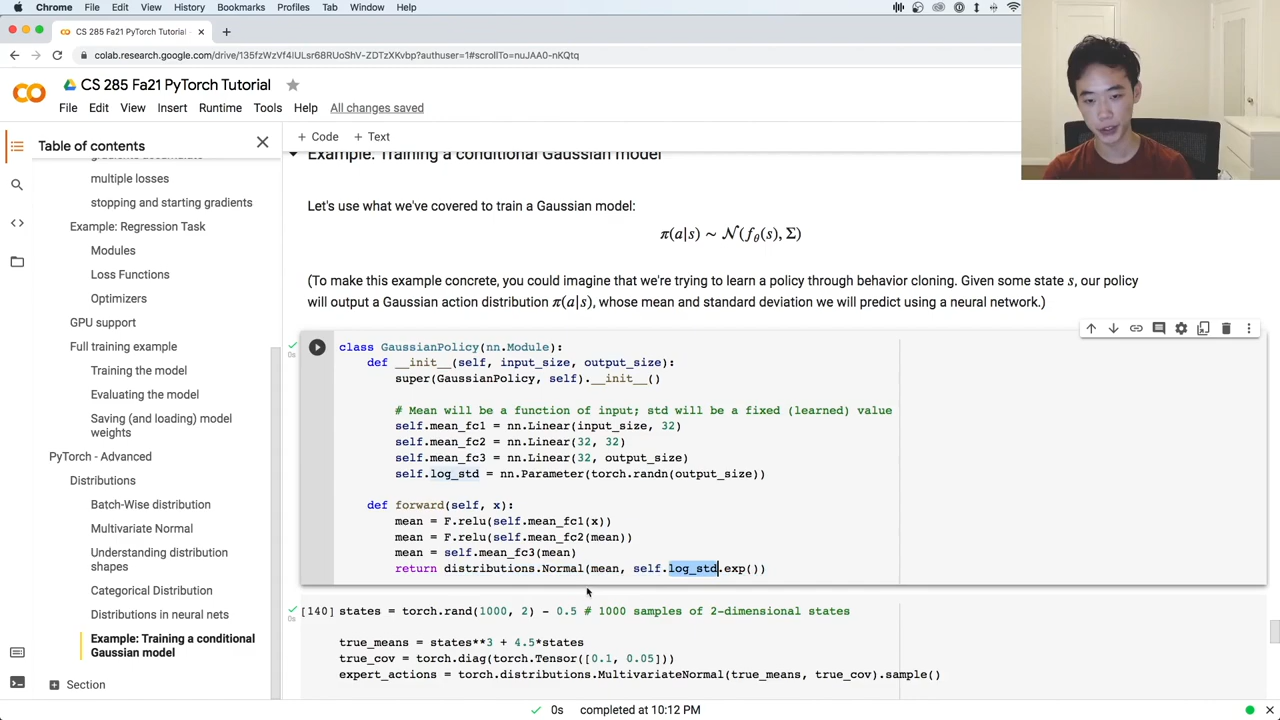 Chrome File Edit View History Bookmarks Profiles Tab Window Help
CS 285 Fa21 PyTorch Tutorial
colab.research.google.com/drive/135fzWzVf4lULsr68RUoShV-ZDTzXKvbp?authuser=1#scrollTo=nuJAA0-nKQtq
CS 285 Fa21 PyTorch Tutorial
File Edit View Insert Runtime Tools Help All changes saved
Table of contents
+ Code + Text
gradients accumulate
multiple losses
stopping and starting gradients
Example: Regression Task
Modules
Loss Functions
Optimizers
GPU support
Full training example
Training the model
Evaluating the model
Saving (and loading) model
weights
PyTorch - Advanced
Distributions
Batch-Wise distribution
Multivariate Normal
Understanding distribution
shapes
Categorical Distribution
Distributions in neural nets
Example: Training a conditional
Gaussian model
Section
Example: Training a conditional Gaussian model
Let's use what we've covered to train a Gaussian model:
π(a|s) ~ N(fθ(s), Σ)
(To make this example concrete, you could imagine that we're trying to learn a policy through behavior cloning. Given some state s, our policy
will output a Gaussian action distribution π(a|s), whose mean and standard deviation we will predict using a neural network.)
0s
class GaussianPolicy(nn.Module):
def __init__(self, input_size, output_size):
super(GaussianPolicy, self).__init__()
# Mean will be a function of input; std will be a fixed (learned) value
self.mean_fc1 = nn.Linear(input_size, 32)
self.mean_fc2 = nn.Linear(32, 32)
self.mean_fc3 = nn.Linear(32, output_size)
self.log_std = nn.Parameter(torch.randn(output_size))
def forward(self, x):
mean = F.relu(self.mean_fc1(x))
mean = F.relu(self.mean_fc2(mean))
mean = self.mean_fc3(mean)
return distributions.Normal(mean, self.log_std.exp())
0s
[140] states = torch.rand(1000, 2) - 0.5 # 1000 samples of 2-dimensional states
true_means = states**3 + 4.5*states
true_cov = torch.diag(torch.Tensor([0.1, 0.05]))
expert_actions = torch.distributions.MultivariateNormal(true_means, true_cov).sample()
0s completed at 10:12 PM